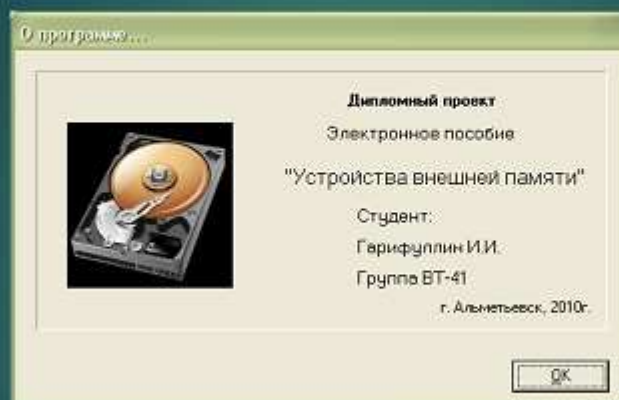 О программе...
Дипломный проект
Электронное пособие
"Устройства внешней памяти"
Студент:
Гарифуллин И.И.
Группа ВТ-41
г. Альметьевск, 2010г.
OK